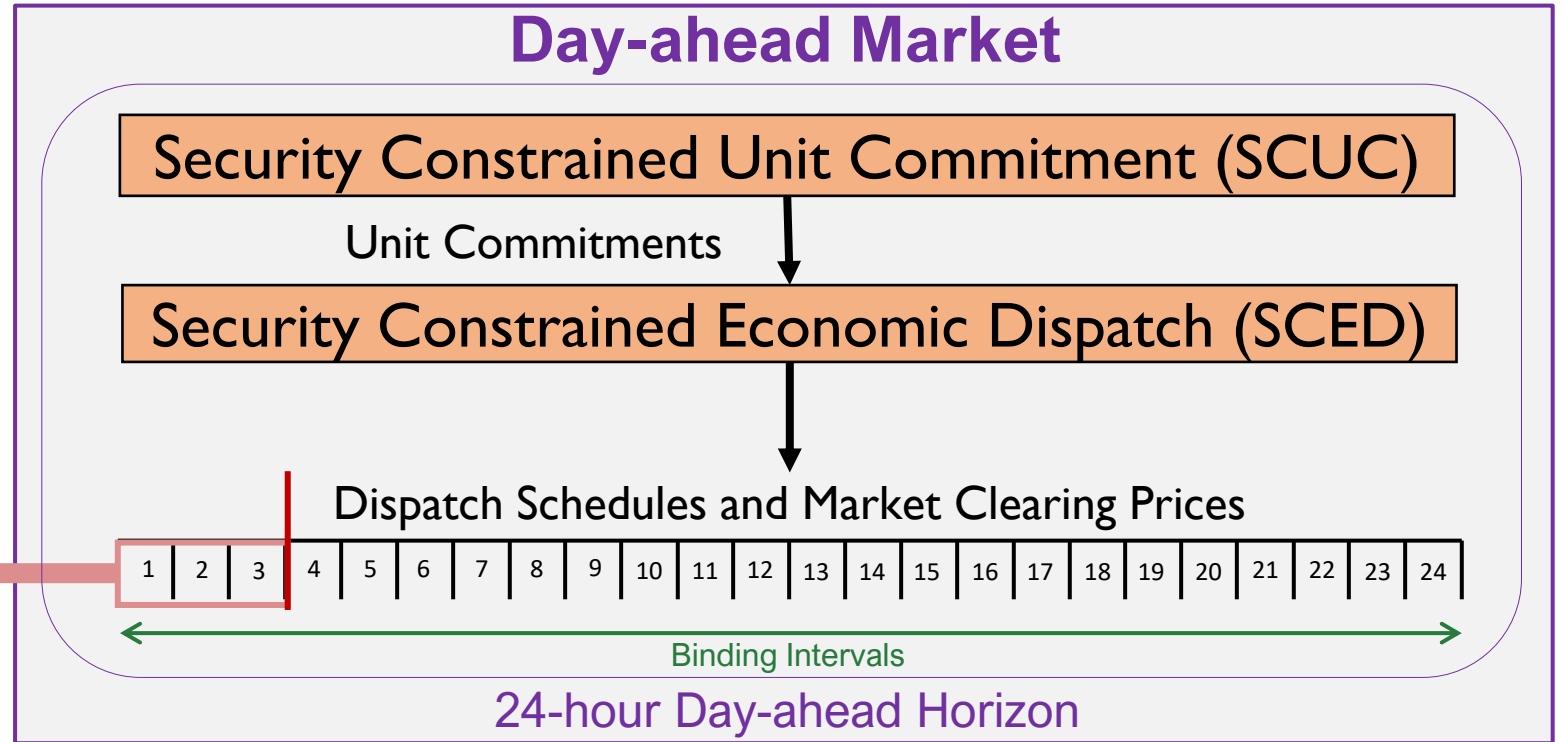 Day-ahead Market
Security Constrained Unit Commitment (SCUC)
Unit Commitments
Security Constrained Economic Dispatch (SCED)
Dispatch Schedules and Market Clearing Prices
1 2 3 4 5 6 7 8 9 10 11 12 13 14 15 16 17 18 19 20 21 22 23 24
Binding Intervals
24-hour Day-ahead Horizon